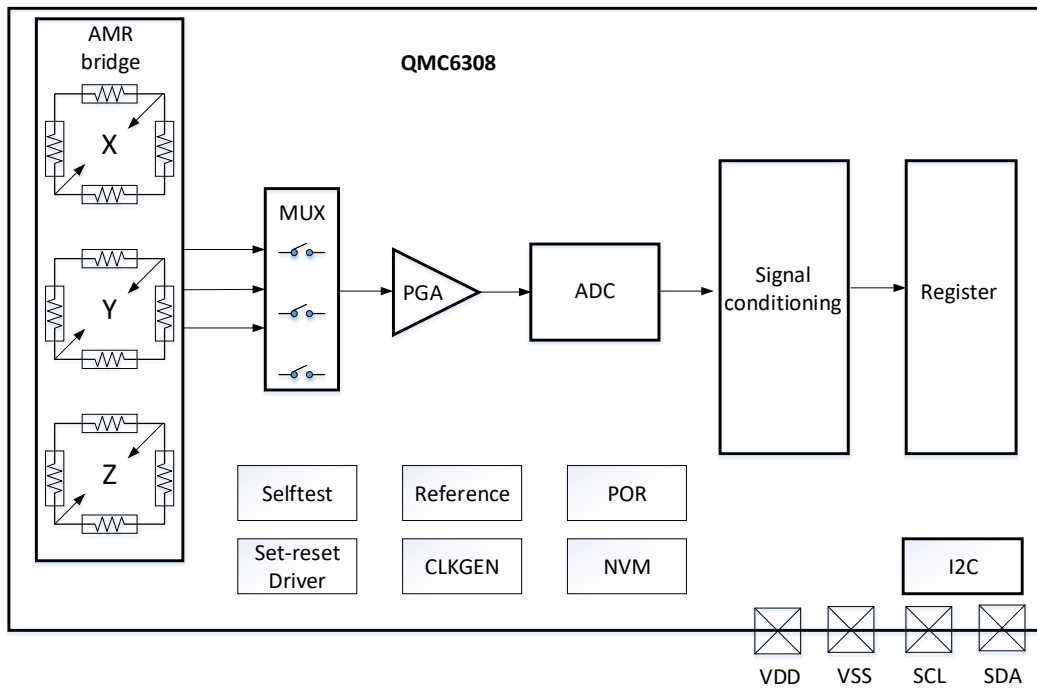 AMR
bridge
QMC6308
X
MUX
Y
PGA
ADC
Signal
conditioning
Register
Z
Selftest
Reference
POR
Set-reset
Driver
CLKGEN
NVM
I2C
VDD
VSS
SCL
SDA